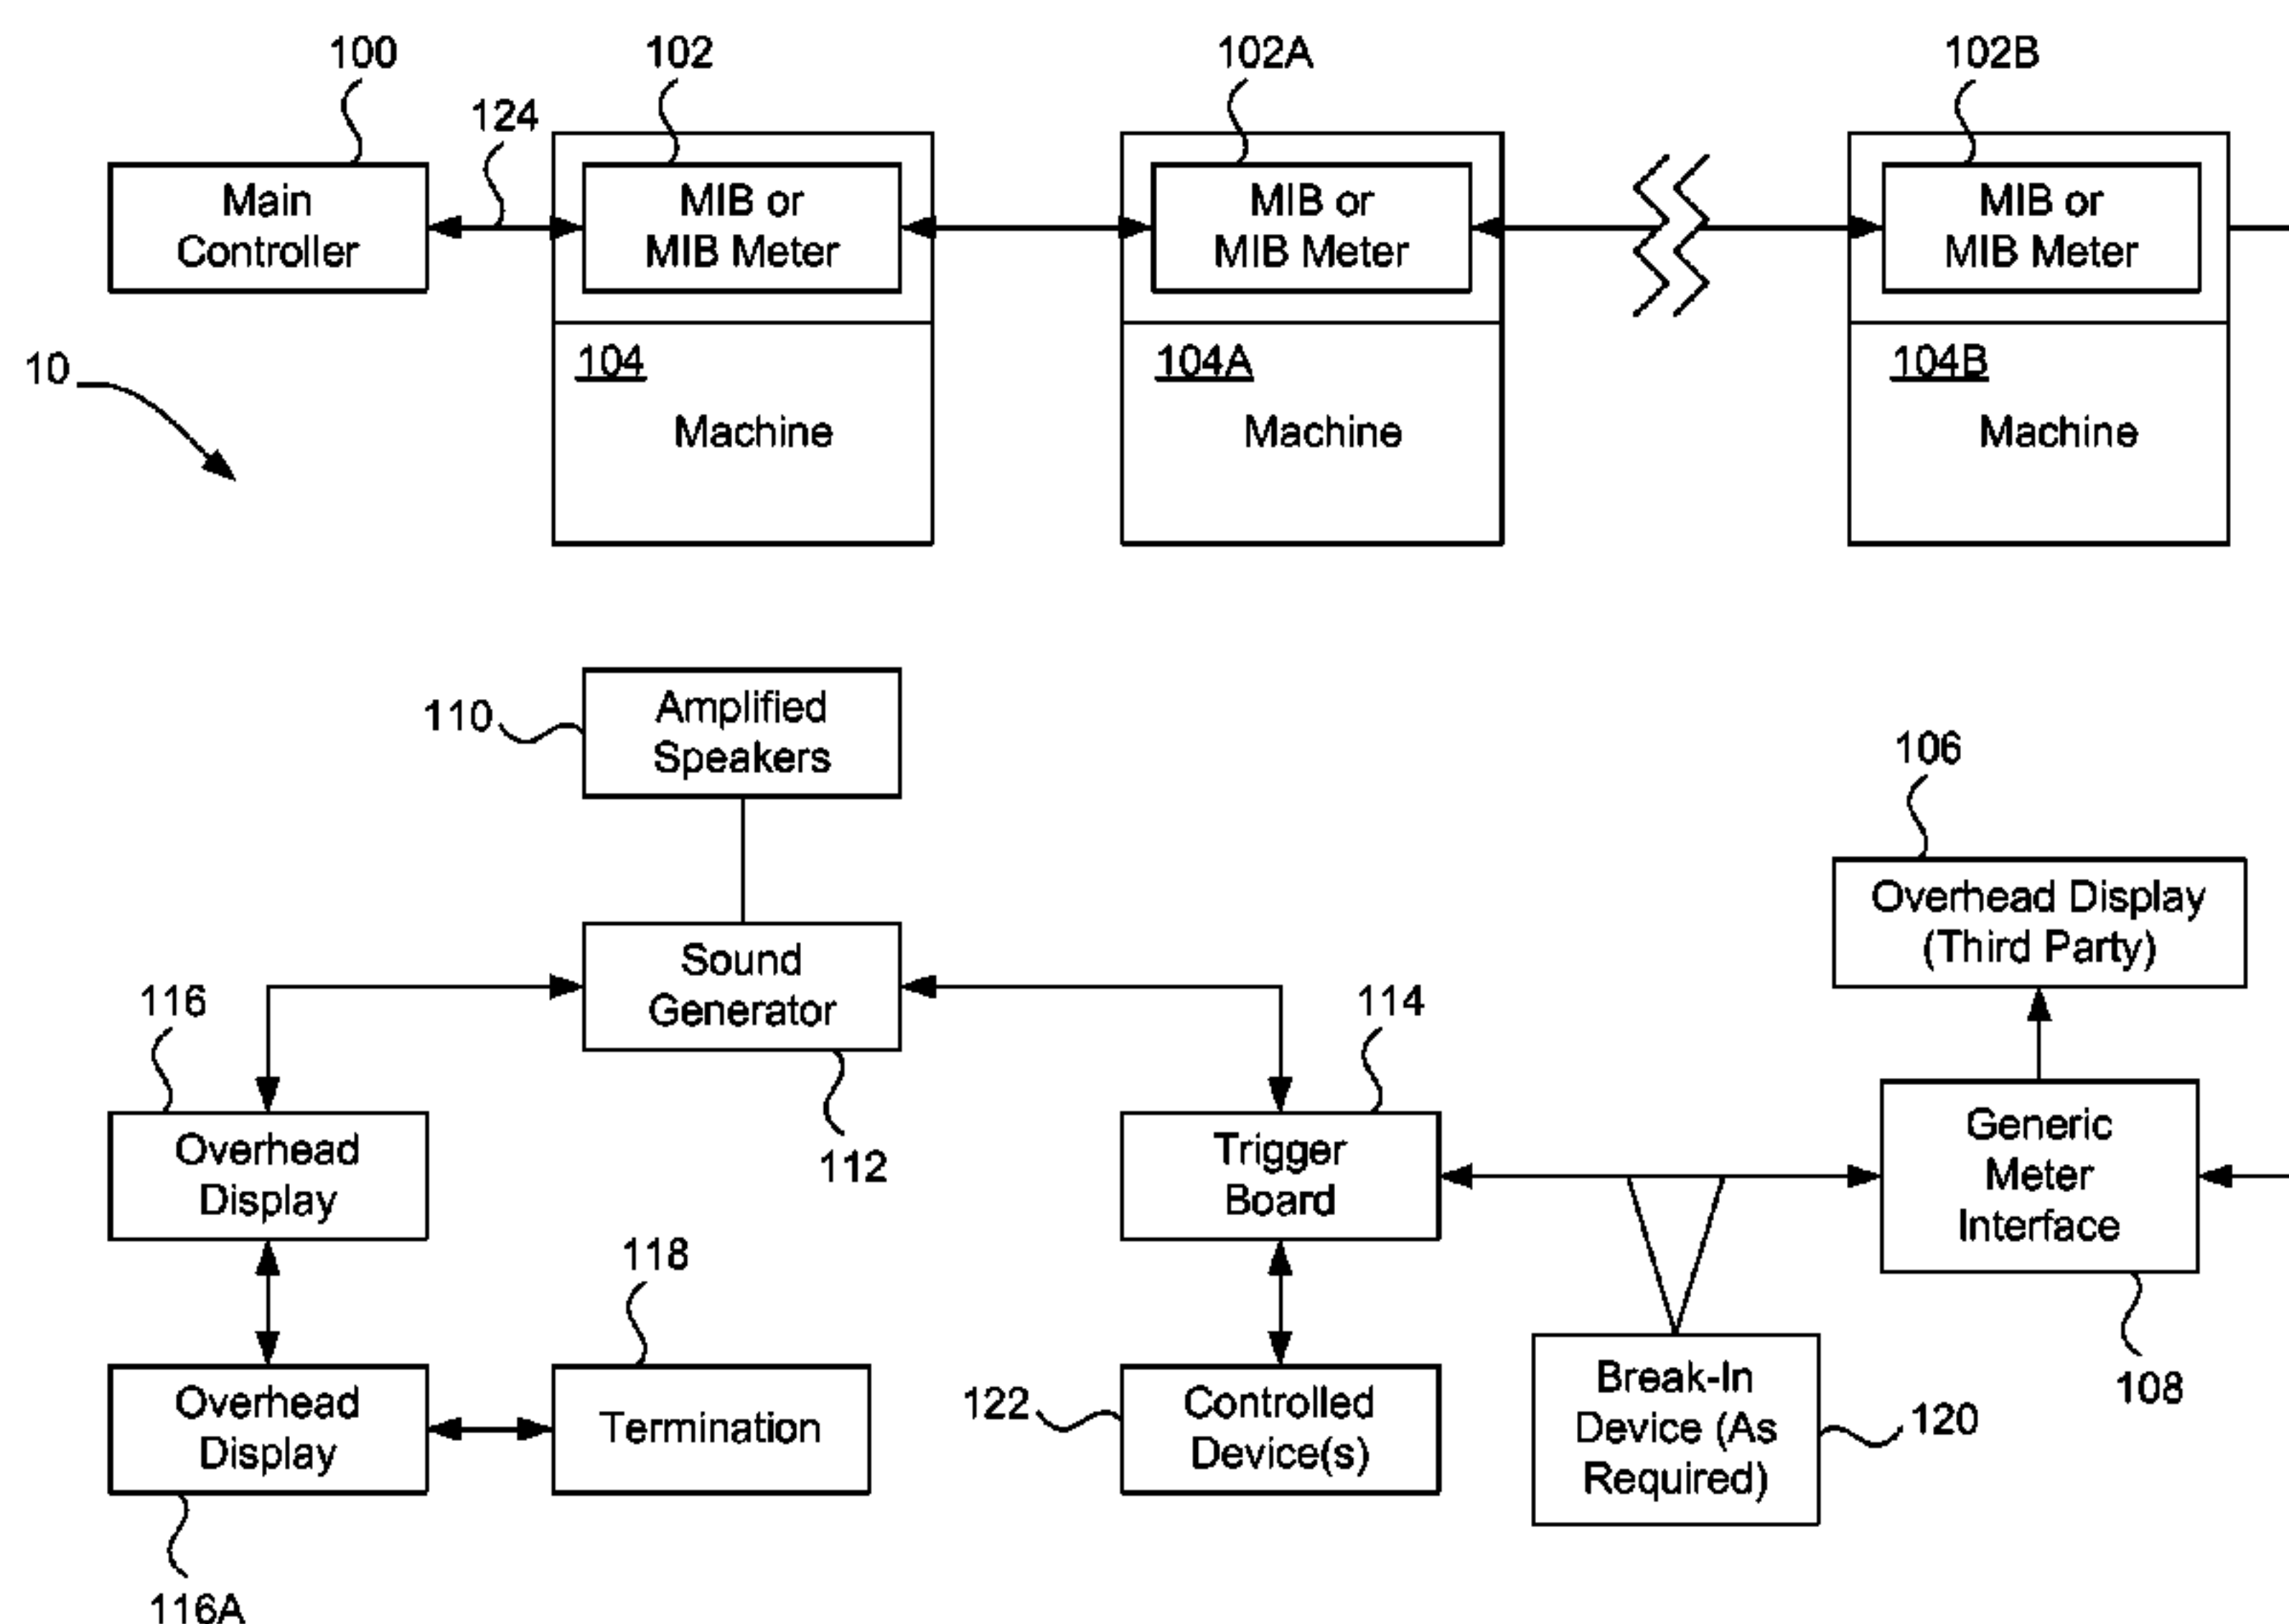 100
102
102A
102B
124
Main
Controller
MIB or
MIB Meter
MIB or
MIB Meter
MIB or
MIB Meter
10
104
104A
104B
Machine
Machine
Machine
110
Amplified
Speakers
106
Overhead Display
(Third Party)
Sound
Generator
116
114
112
Overhead
Display
Trigger
Board
Generic
Meter
Interface
118
108
Overhead
Display
Termination
122
Controlled
Device(s)
Break-In
Device (As
Required)
120
116A